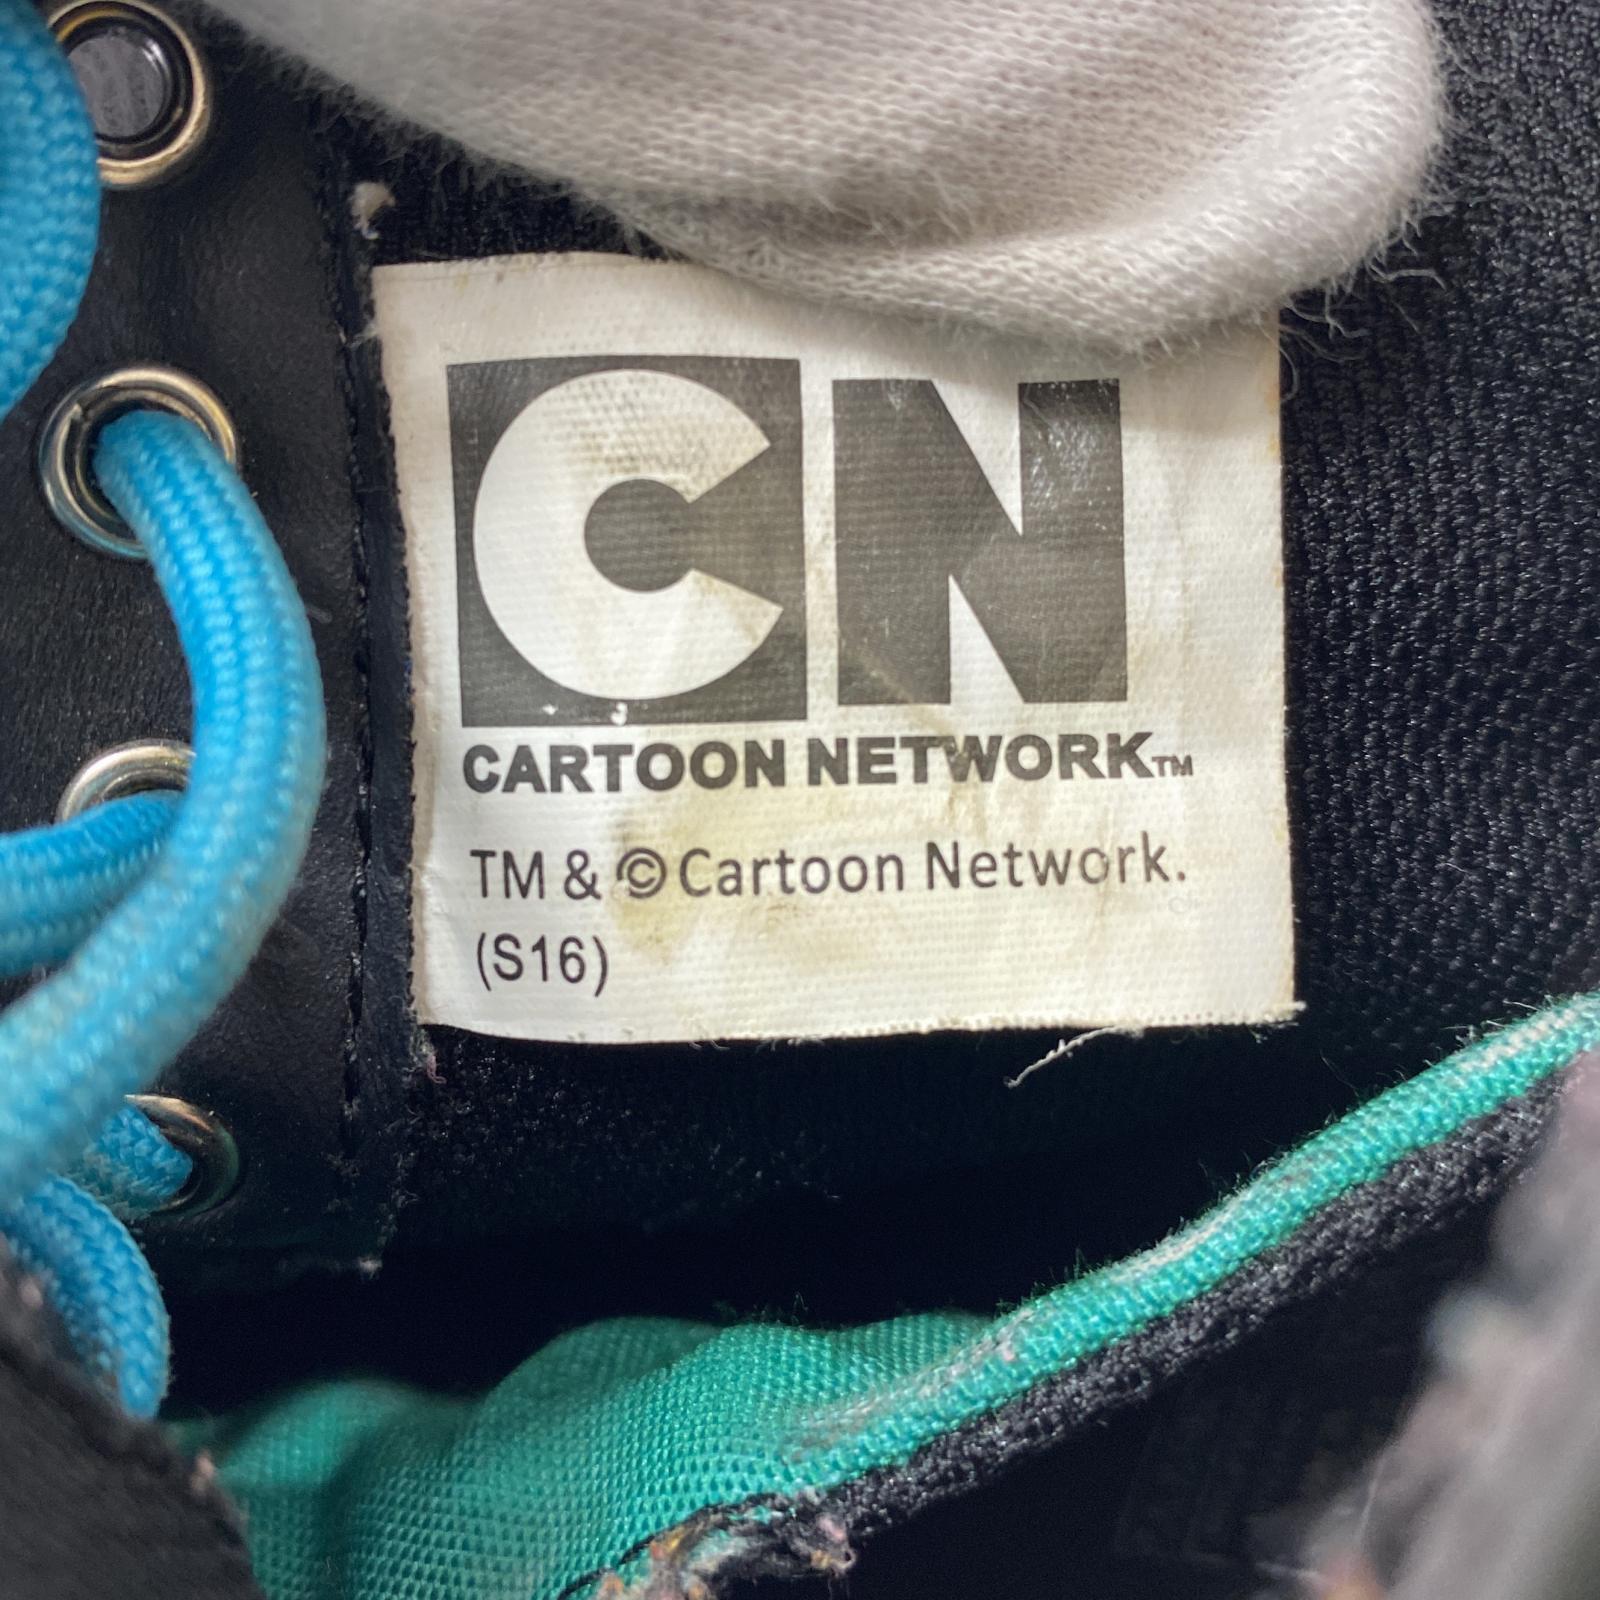 CN
CARTOON NETWORK™
TM & © Cartoon Network.
(S16)